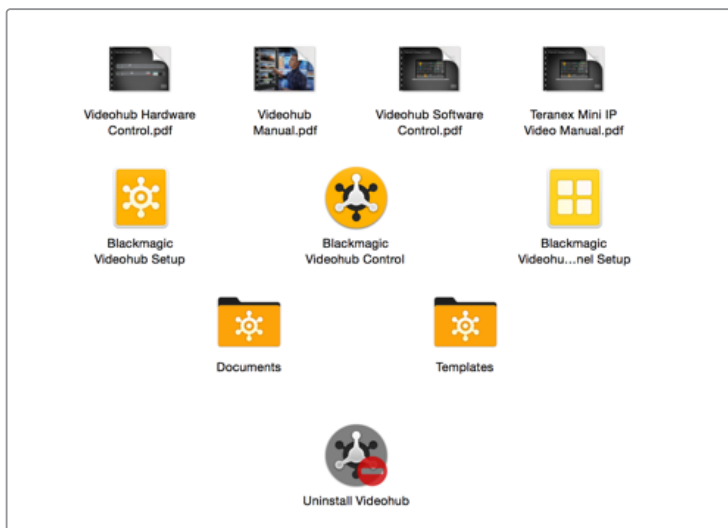 Videohub Hardware
Control.pdf
Videohub
Manual.pdf
Videohub Software
Control.pdf
Teranex Mini IP
Video Manual.pdf
Blackmagic
Videohub Setup
Blackmagic
Videohub Control
Blackmagic
Videohu...nel Setup
Documents
Templates
Uninstall Videohub